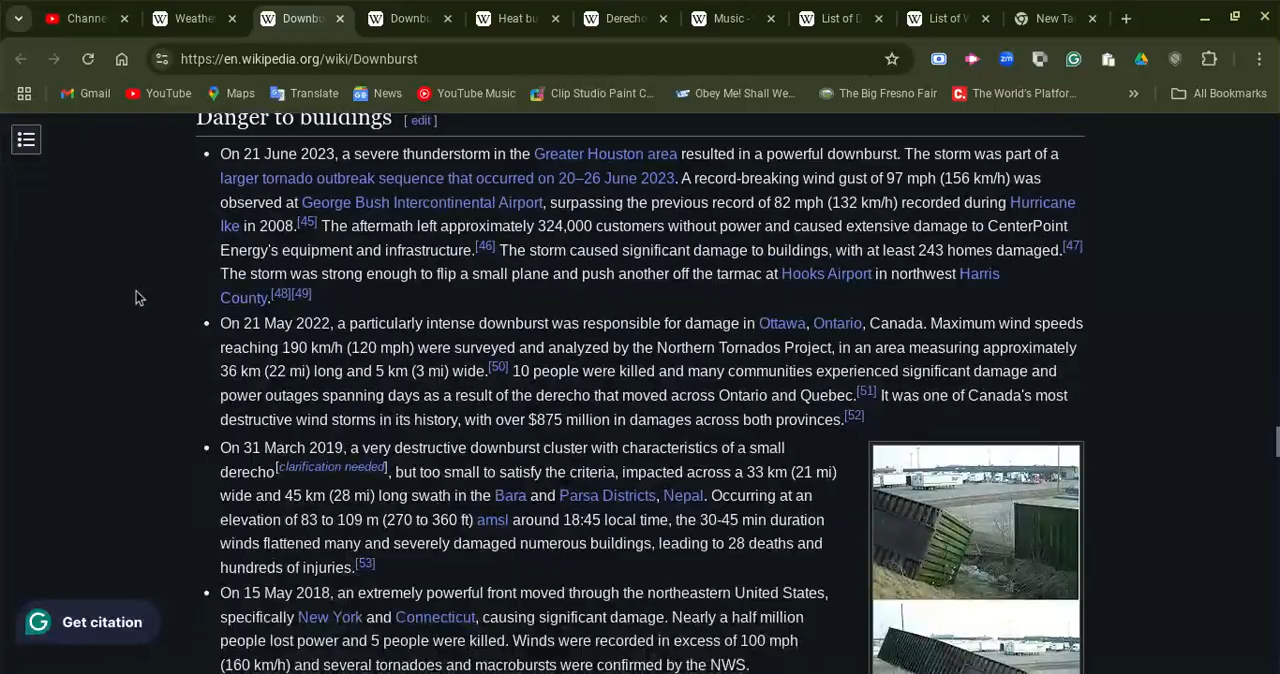 Channe
Weathe
Downbu
Downbu
Heat bu
Derecho
Music -
List of D
List of W
New Ta
https://en.wikipedia.org/wiki/Downburst
zm
Gmail
YouTube
Maps
Translate
News
YouTube Music
Clip Studio Paint C...
Obey Me! Shall We...
The Big Fresno Fair
The World's Platfor...
All Bookmarks
Danger to buildings [ edit ]
• On 21 June 2023, a severe thunderstorm in the Greater Houston area resulted in a powerful downburst. The storm was part of a
larger tornado outbreak sequence that occurred on 20–26 June 2023. A record-breaking wind gust of 97 mph (156 km/h) was
observed at George Bush Intercontinental Airport, surpassing the previous record of 82 mph (132 km/h) recorded during Hurricane
Ike in 2008.[45] The aftermath left approximately 324,000 customers without power and caused extensive damage to CenterPoint
Energy's equipment and infrastructure.[46] The storm caused significant damage to buildings, with at least 243 homes damaged.[47]
The storm was strong enough to flip a small plane and push another off the tarmac at Hooks Airport in northwest Harris
County.[48][49]
• On 21 May 2022, a particularly intense downburst was responsible for damage in Ottawa, Ontario, Canada. Maximum wind speeds
reaching 190 km/h (120 mph) were surveyed and analyzed by the Northern Tornados Project, in an area measuring approximately
36 km (22 mi) long and 5 km (3 mi) wide.[50] 10 people were killed and many communities experienced significant damage and
power outages spanning days as a result of the derecho that moved across Ontario and Quebec.[51] It was one of Canada's most
destructive wind storms in its history, with over $875 million in damages across both provinces.[52]
• On 31 March 2019, a very destructive downburst cluster with characteristics of a small
derecho[clarification needed], but too small to satisfy the criteria, impacted across a 33 km (21 mi)
wide and 45 km (28 mi) long swath in the Bara and Parsa Districts, Nepal. Occurring at an
elevation of 83 to 109 m (270 to 360 ft) amsl around 18:45 local time, the 30-45 min duration
winds flattened many and severely damaged numerous buildings, leading to 28 deaths and
hundreds of injuries.[53]
• On 15 May 2018, an extremely powerful front moved through the northeastern United States,
specifically New York and Connecticut, causing significant damage. Nearly a half million
people lost power and 5 people were killed. Winds were recorded in excess of 100 mph
(160 km/h) and several tornadoes and macrobursts were confirmed by the NWS.
Get citation